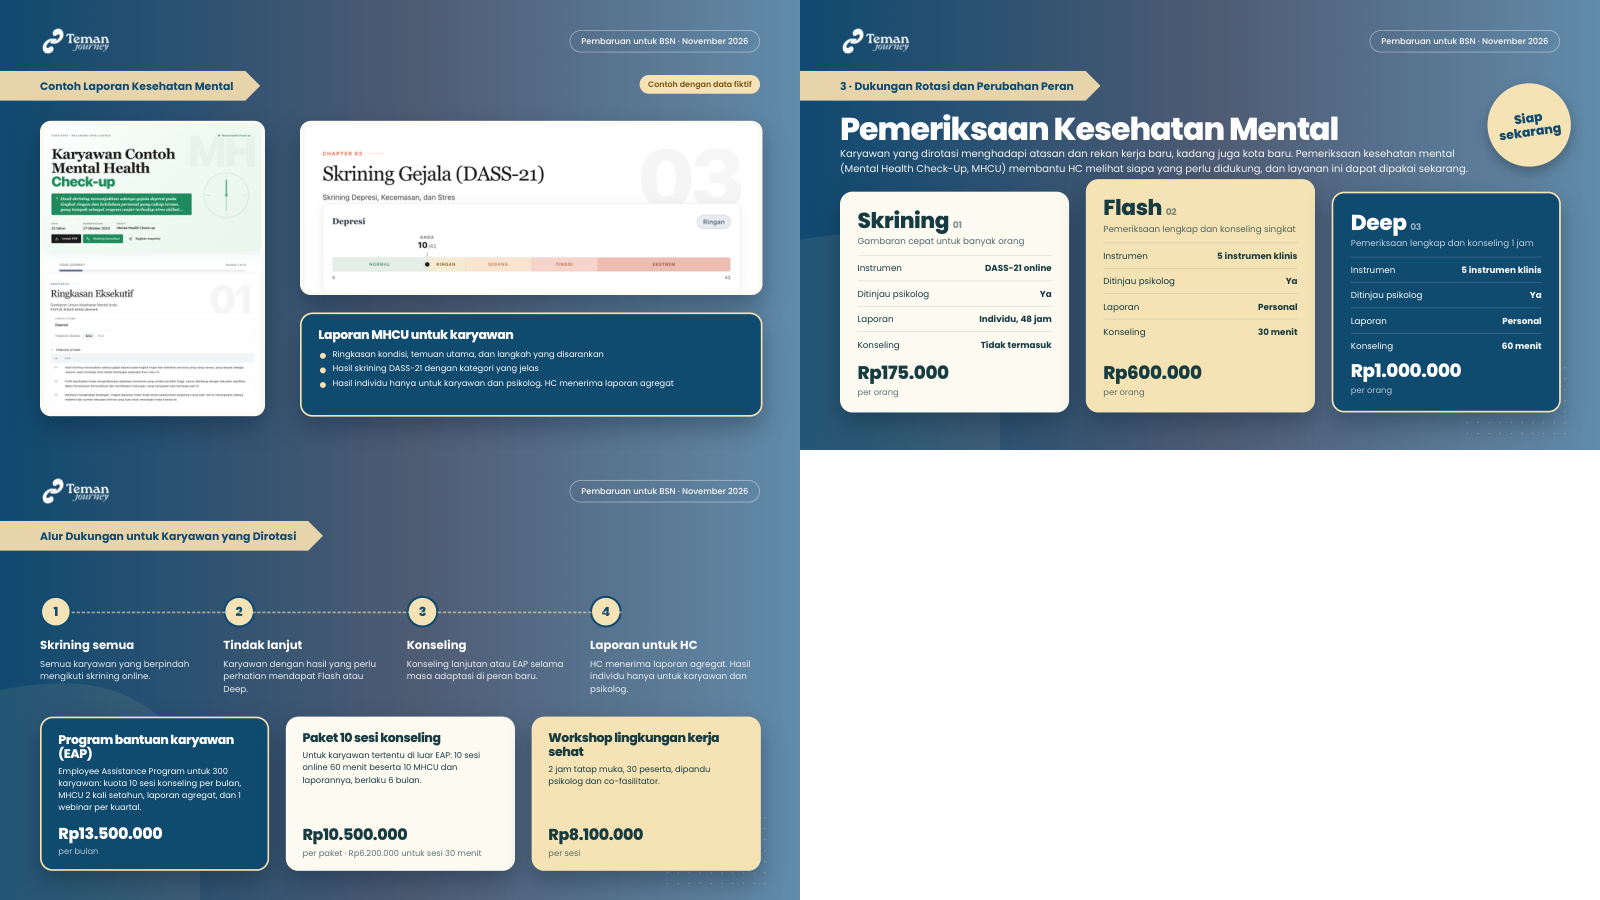 Teman
Journey
Pembaruan untuk BSN · November 2026
Contoh Laporan Kesehatan Mental
Contoh dengan data fiktif
MH
Karyawan Contoh
Mental Health
Check-up
Ringkasan Eksekutif
01
Depresi
CHAPTER 03
03
Skrining Gejala (DASS-21)
Skrining Depresi, Kecemasan, dan Stres
Depresi
Ringan
ANDA
10/42
NORMAL
RINGAN
SEDANG
TINGGI
EKSTREM
0
42
Laporan MHCU untuk karyawan
Ringkasan kondisi, temuan utama, dan langkah yang disarankan
Hasil skrining DASS-21 dengan kategori yang jelas
Hasil individu hanya untuk karyawan dan psikolog. HC menerima laporan agregat
Teman
Journey
Pembaruan untuk BSN · November 2026
3 · Dukungan Rotasi dan Perubahan Peran
Siap
sekarang
Pemeriksaan Kesehatan Mental
Karyawan yang dirotasi menghadapi atasan dan rekan kerja baru, kadang juga kota baru. Pemeriksaan kesehatan mental
(Mental Health Check-Up, MHCU) membantu HC melihat siapa yang perlu didukung, dan layanan ini dapat dipakai sekarang.
Skrining 01
Gambaran cepat untuk banyak orang
Instrumen DASS-21 online
Ditinjau psikolog Ya
Laporan Individu, 48 jam
Konseling Tidak termasuk
Rp175.000
per orang
Flash 02
Pemeriksaan lengkap dan konseling singkat
Instrumen 5 instrumen klinis
Ditinjau psikolog Ya
Laporan Personal
Konseling 30 menit
Rp600.000
per orang
Deep 03
Pemeriksaan lengkap dan konseling 1 jam
Instrumen 5 instrumen klinis
Ditinjau psikolog Ya
Laporan Personal
Konseling 60 menit
Rp1.000.000
per orang
Teman
Journey
Pembaruan untuk BSN · November 2026
Alur Dukungan untuk Karyawan yang Dirotasi
1
Skrining semua
Semua karyawan yang berpindah
mengikuti skrining online.
2
Tindak lanjut
Karyawan dengan hasil yang perlu
perhatian mendapat Flash atau
Deep.
3
Konseling
Konseling lanjutan atau EAP selama
masa adaptasi di peran baru.
4
Laporan untuk HC
HC menerima laporan agregat. Hasil
individu hanya untuk karyawan dan
psikolog.
Program bantuan karyawan
(EAP)
Employee Assistance Program untuk 300
karyawan: kuota 10 sesi konseling per bulan,
MHCU 2 kali setahun, laporan agregat, dan 1
webinar per kuartal.
Rp13.500.000
per bulan
Paket 10 sesi konseling
Untuk karyawan tertentu di luar EAP: 10 sesi
online 60 menit beserta 10 MHCU dan
laporannya, berlaku 6 bulan.
Rp10.500.000
per paket · Rp6.200.000 untuk sesi 30 menit
Workshop lingkungan kerja
sehat
2 jam tatap muka, 30 peserta, dipandu
psikolog dan co-fasilitator.
Rp8.100.000
per sesi